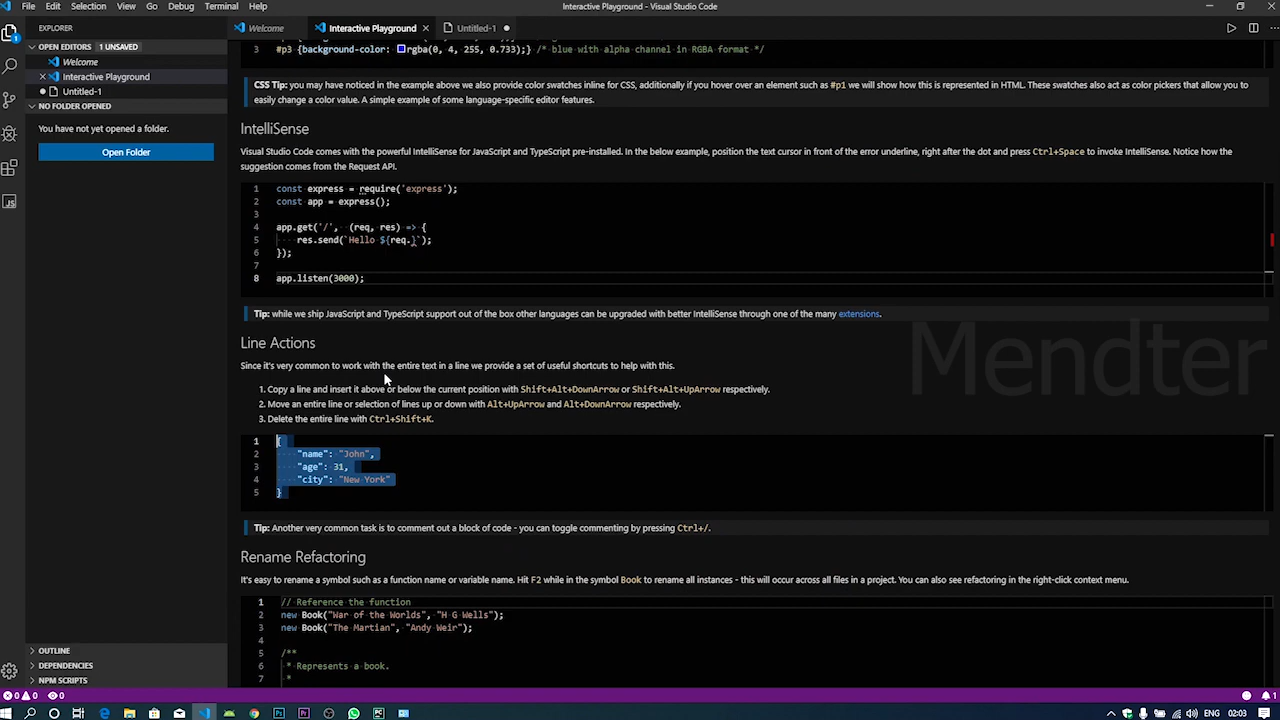 File Edit Selection View Go Debug Terminal Help
Interactive Playground - Visual Studio Code
EXPLORER
Welcome
Interactive Playground
Untitled-1
OPEN EDITORS 1 UNSAVED
Welcome
Interactive Playground
Untitled-1
NO FOLDER OPENED
You have not yet opened a folder.
Open Folder
3 #p3 {background-color: rgba(0, 4, 255, 0.733);} /* blue with alpha channel in RGBA format */
CSS Tip: you may have noticed in the example above we also provide color swatches inline for CSS, additionally if you hover over an element such as #p1 we will show how this is represented in HTML. These swatches also act as color pickers that allow you to
easily change a color value. A simple example of some language-specific editor features.
IntelliSense
Visual Studio Code comes with the powerful IntelliSense for JavaScript and TypeScript pre-installed. In the below example, position the text cursor in front of the error underline, right after the dot and press Ctrl+Space to invoke IntelliSense. Notice how the
suggestion comes from the Request API.
1 const express = require('express');
2 const app = express();
3
4 app.get('/', (req, res) => {
5 res.send(`Hello ${req.}`);
6 });
7
8 app.listen(3000);
Tip: while we ship JavaScript and TypeScript support out of the box other languages can be upgraded with better IntelliSense through one of the many extensions.
Mendter
Line Actions
Since it's very common to work with the entire text in a line we provide a set of useful shortcuts to help with this.
1. Copy a line and insert it above or below the current position with Shift+Alt+DownArrow or Shift+Alt+UpArrow respectively.
2. Move an entire line or selection of lines up or down with Alt+UpArrow and Alt+DownArrow respectively.
3. Delete the entire line with Ctrl+Shift+K.
1 {
2 "name": "John",
3 "age": 31,
4 "city": "New York"
5 }
Tip: Another very common task is to comment out a block of code - you can toggle commenting by pressing Ctrl+/.
Rename Refactoring
It's easy to rename a symbol such as a function name or variable name. Hit F2 while in the symbol Book to rename all instances - this will occur across all files in a project. You can also see refactoring in the right-click context menu.
1 // Reference the function
2 new Book("War of the Worlds", "H G Wells");
3 new Book("The Martian", "Andy Weir");
4
5 /**
6 * Represents a book.
7 *
OUTLINE
DEPENDENCIES
NPM SCRIPTS
0 0 0
1
ENG 02:03